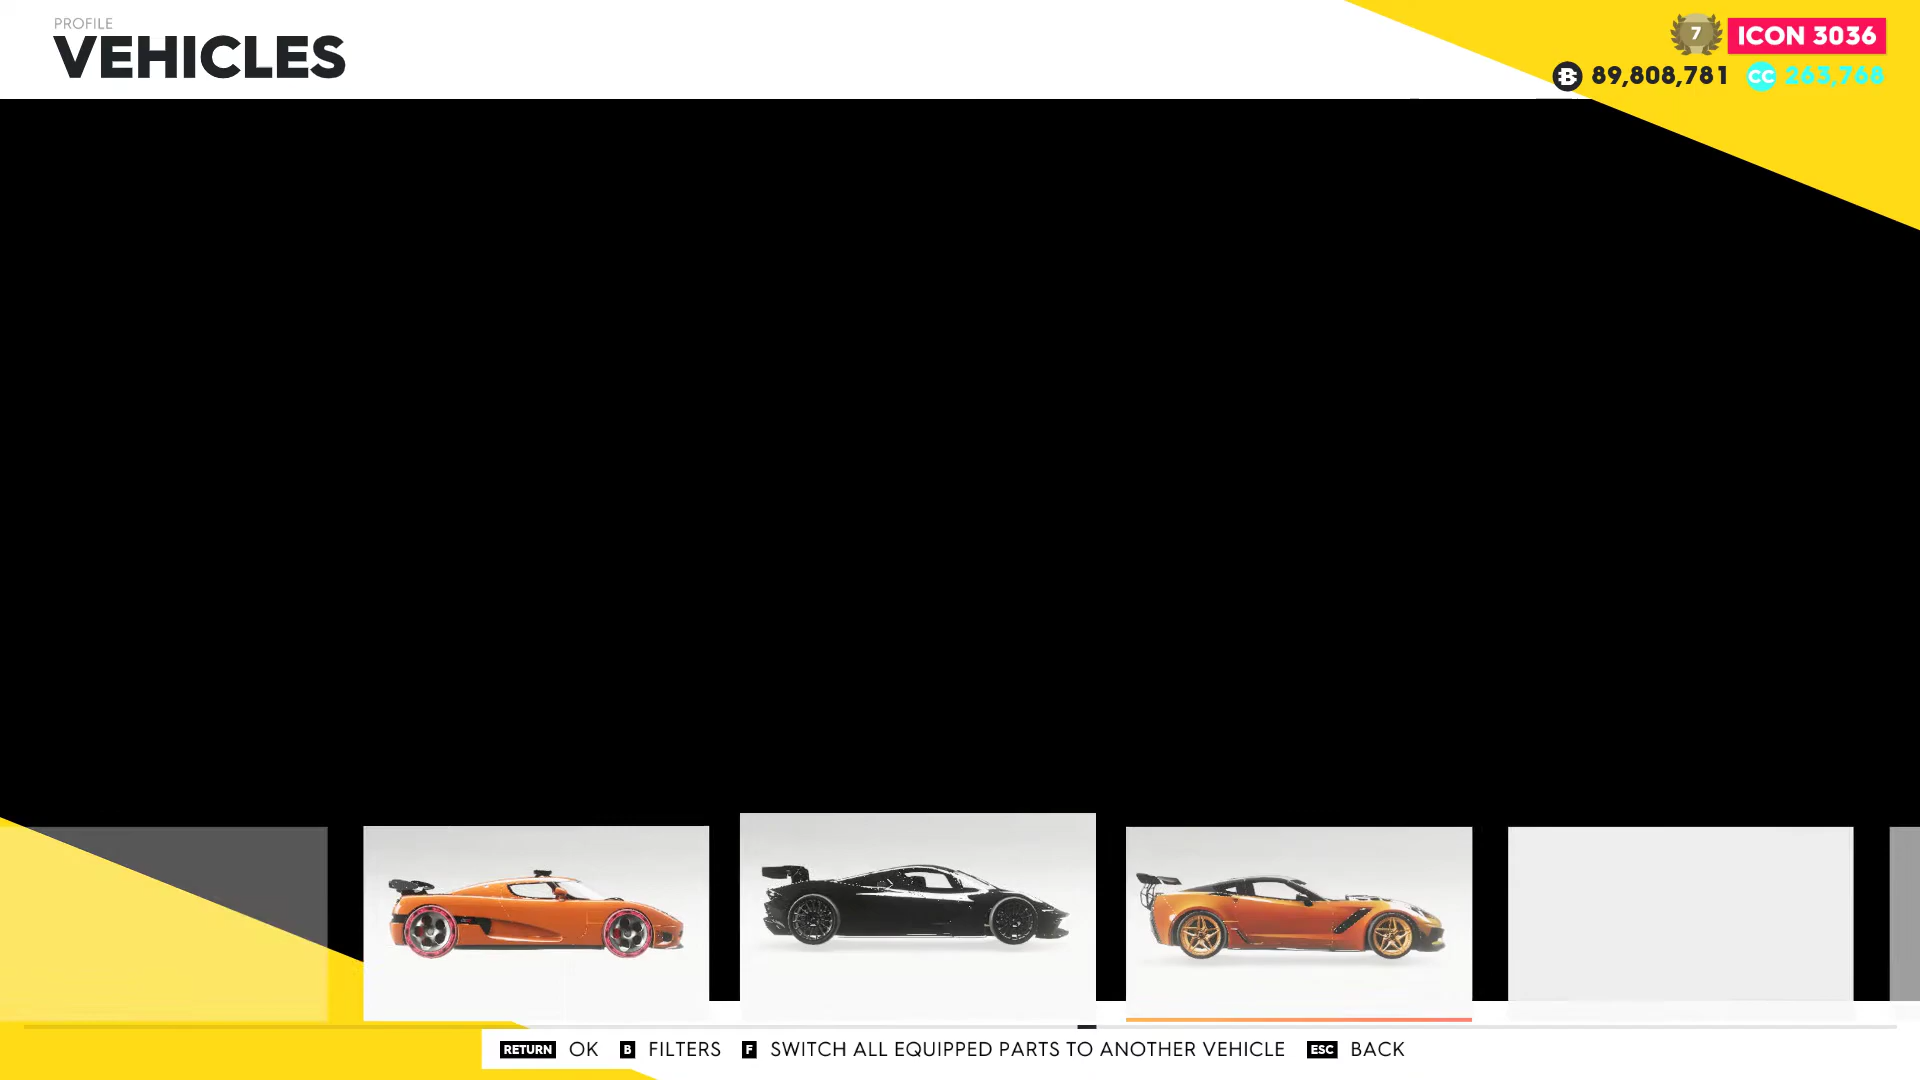 PROFILE
VEHICLES
7 ICON 3036
B 89,808,781 CC 263,768
RETURN OK B FILTERS F SWITCH ALL EQUIPPED PARTS TO ANOTHER VEHICLE ESC BACK